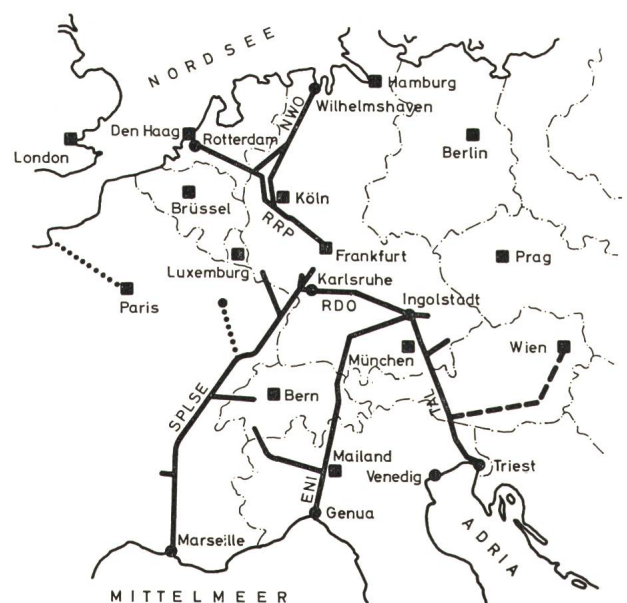 NORDSEE
Hamburg
Wilhelmshaven
NWO
Den Haag
Rotterdam
London
Berlin
Brüssel
Köln
RRP
Frankfurt
Luxemburg
Prag
Paris
Karlsruhe
RDO
Ingolstadt
München
Wien
SPLSE
Bern
TAL
Mailand
Venedig
Triest
ENI
Genua
ADRIA
Marseille
MITTELMEER